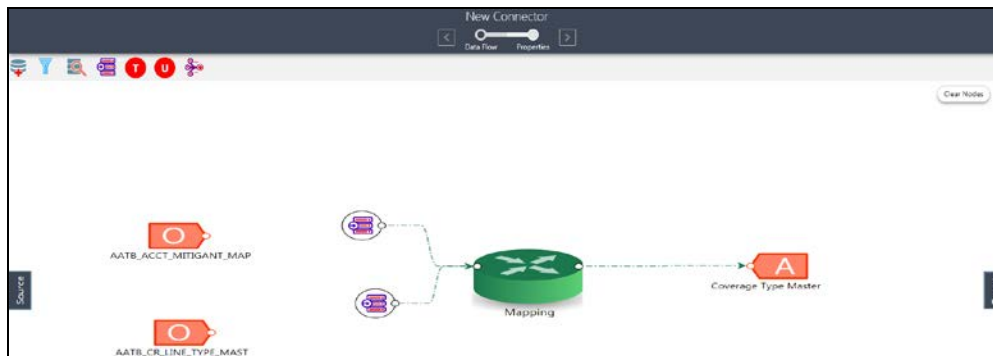 New Connector
< >
Data Flow Properties
T U
Clear Nodes
O
AATB_ACCT_MITIGANT_MAP
A
Coverage Type Master
Source
Mapping
O
AATB_CR_LINE_TYPE_MAST